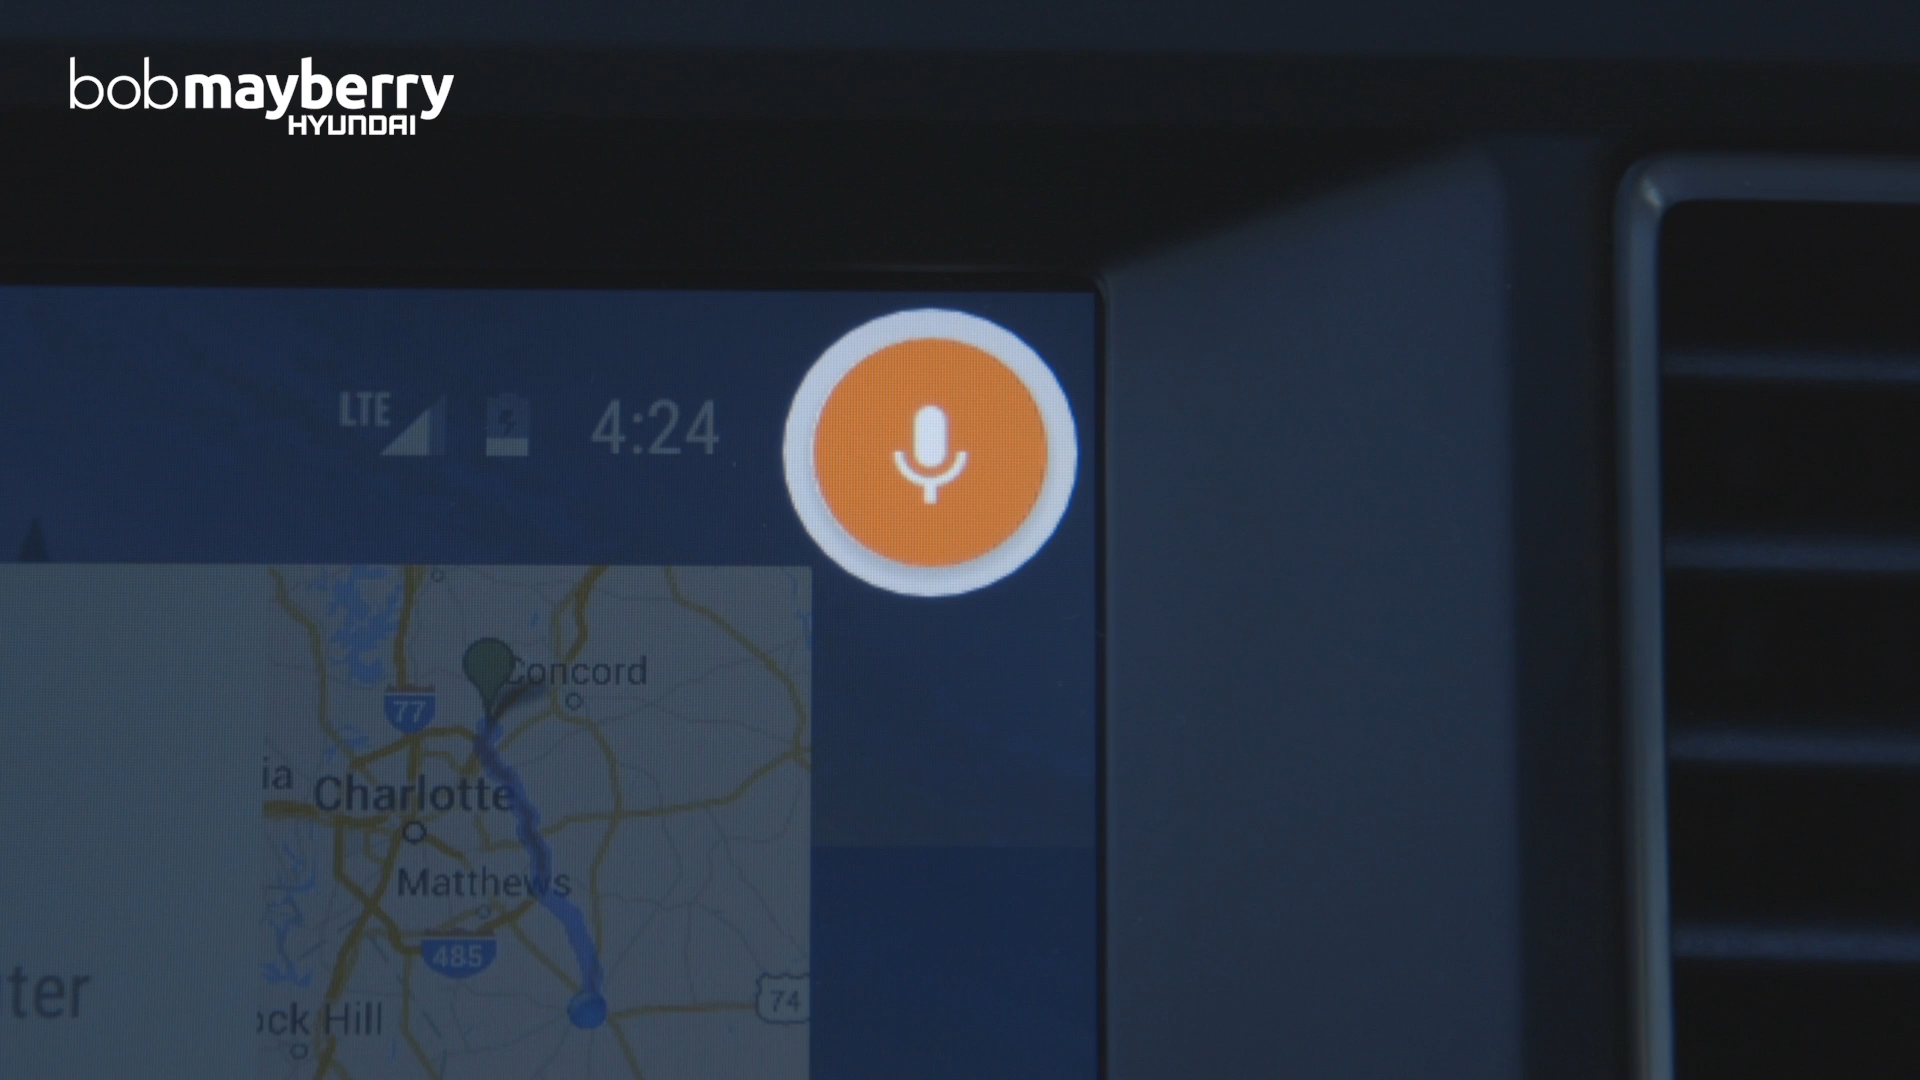 bobmayberry
HYUNDAI
LTE
4:24
Concord
77
ia
Charlotte
Matthews
485
ter
74
ck Hill